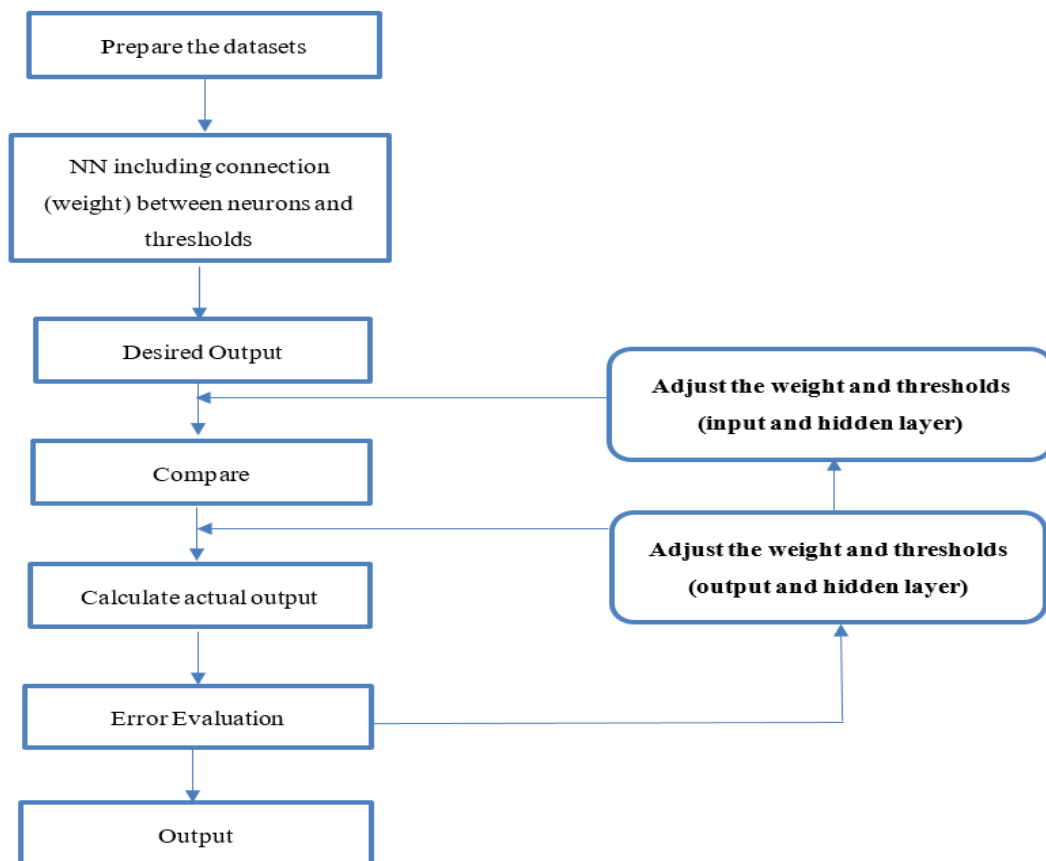 Prepare the datasets
NN including connection
(weight) between neurons and
thresholds
Desired Output
Adjust the weight and thresholds
(input and hidden layer)
Compare
Adjust the weight and thresholds
(output and hidden layer)
Calculate actual output
Error Evaluation
Output